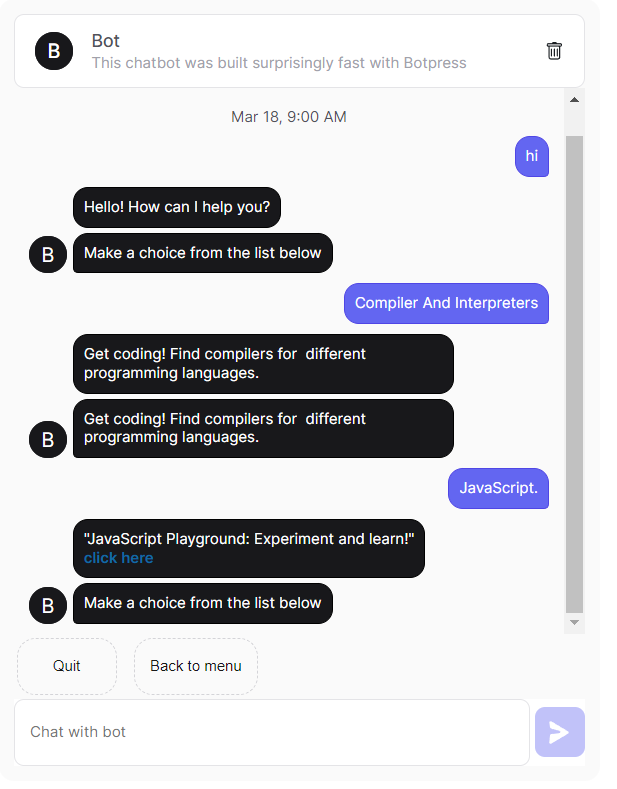 B
Bot
This chatbot was built surprisingly fast with Botpress
Mar 18, 9:00 AM
hi
Hello! How can I help you?
B
Make a choice from the list below
Compiler And Interpreters
Get coding! Find compilers for  different
programming languages.
Get coding! Find compilers for  different
programming languages.
B
JavaScript.
"JavaScript Playground: Experiment and learn!"
click here
B
Make a choice from the list below
Quit
Back to menu
Chat with bot